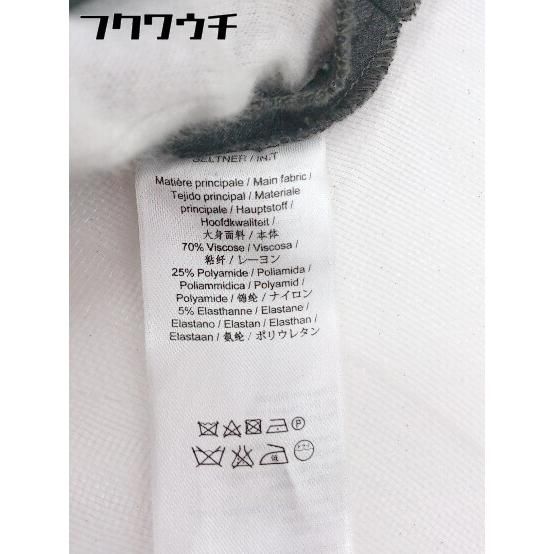 フクワウチ
Matière principale / Main fabric /
Tejido principal / Materiale
principale / Hauptstoff /
Hoofdkwaliteit /
大身面料 / 本体
70% Viscose / Viscosa /
粘纤 / レーヨン
25% Polyamide / Poliamida /
Poliammidica / Polyamid /
Polyamide / 锦纶 / ナイロン
5% Elasthanne / Elastane /
Elastano / Elastan / Elasthan /
Elastaan / 氨纶 / ポリウレタン
P
低